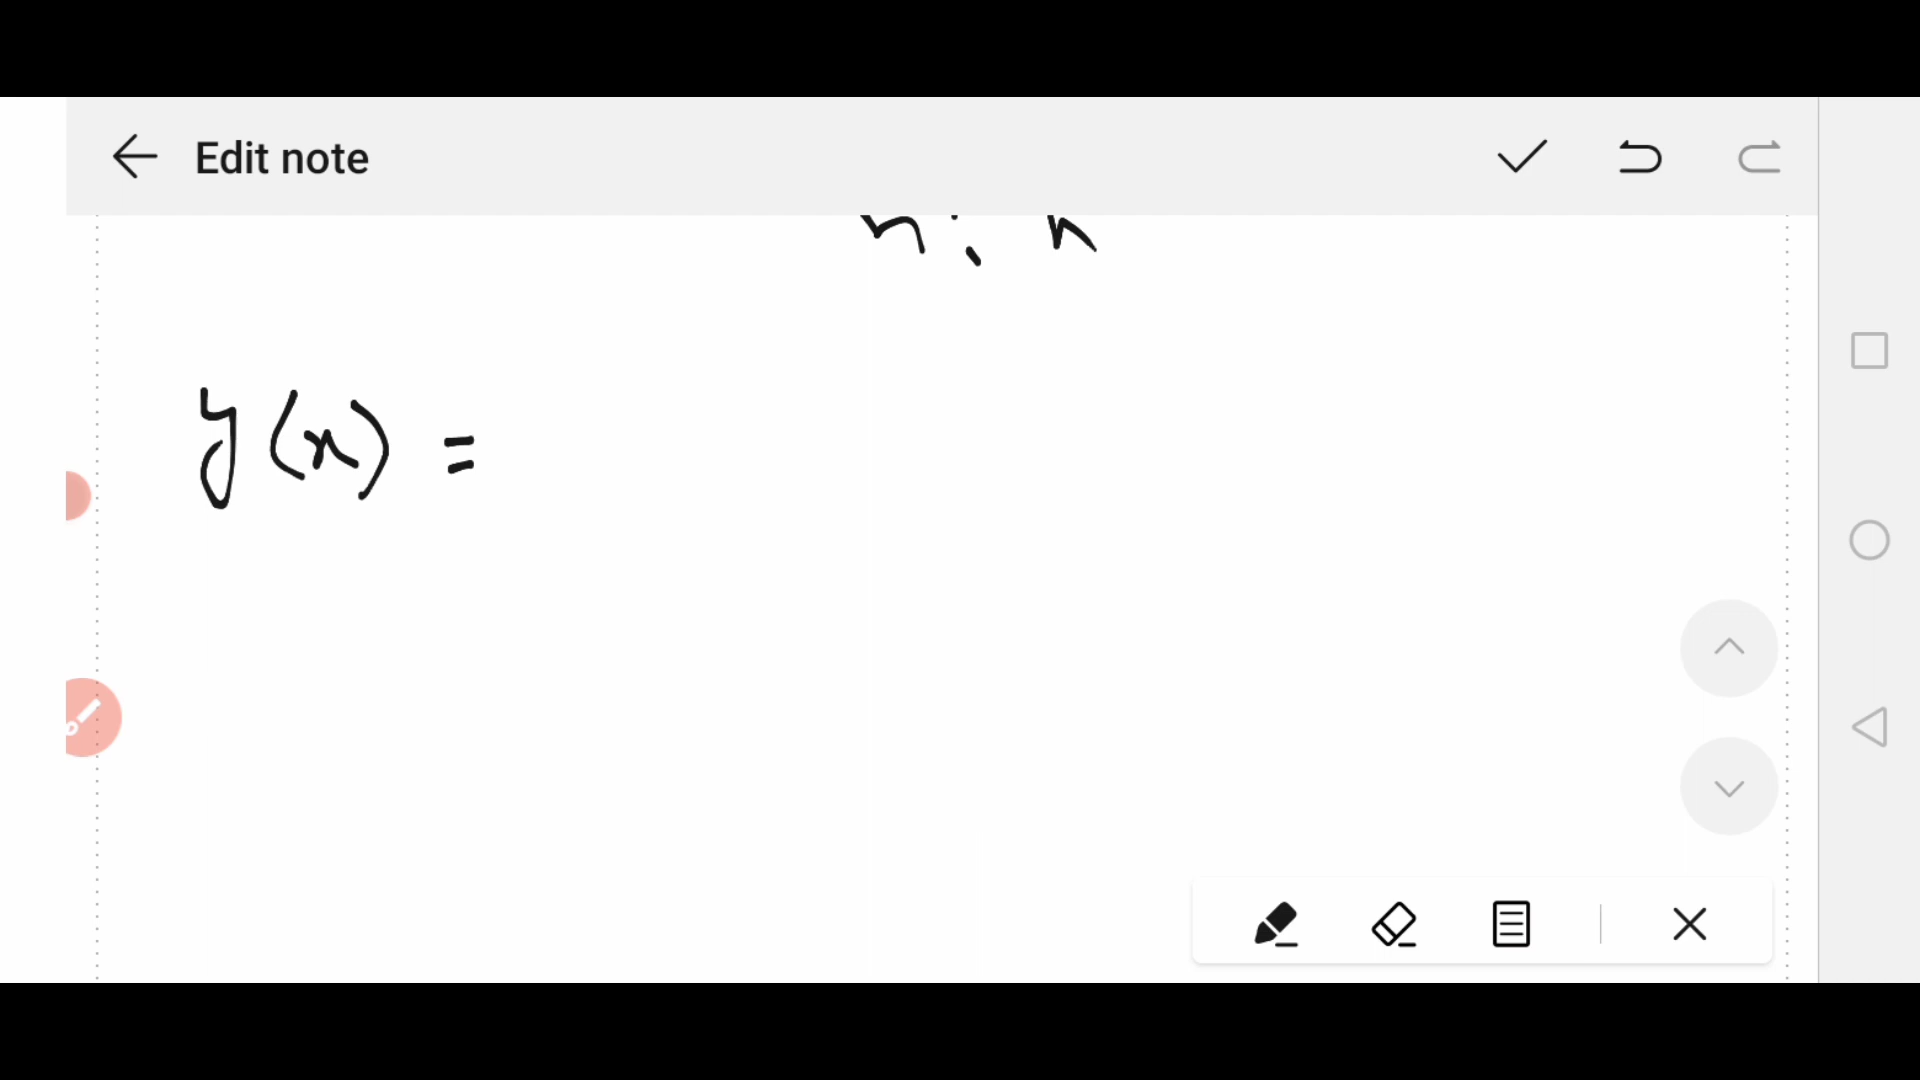 Edit note
y(x) =